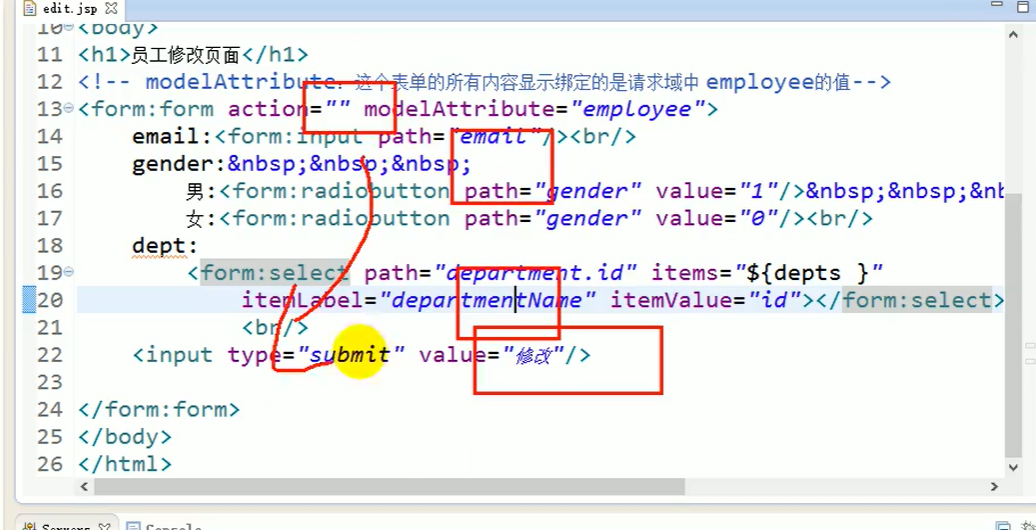 edit.jsp
10 <body>
11 <h1>员工修改页面</h1>
12 <!-- modelAttribute：这个表单的所有内容显示绑定的是请求域中 employee的值-->
13 <form:form action="" modelAttribute="employee">
14 email:<form:input path="email"/><br/>
15 gender:&nbsp;&nbsp;&nbsp;
16 男:<form:radiobutton path="gender" value="1"/>&nbsp;&nbsp;&nb
17 女:<form:radiobutton path="gender" value="0"/><br/>
18 dept:
19 <form:select path="department.id" items="${depts }"
20 itemLabel="departmentName" itemValue="id"></form:select>
21 <br/>
22 <input type="submit" value="修改"/>
23
24 </form:form>
25 </body>
26 </html>
Servers Console